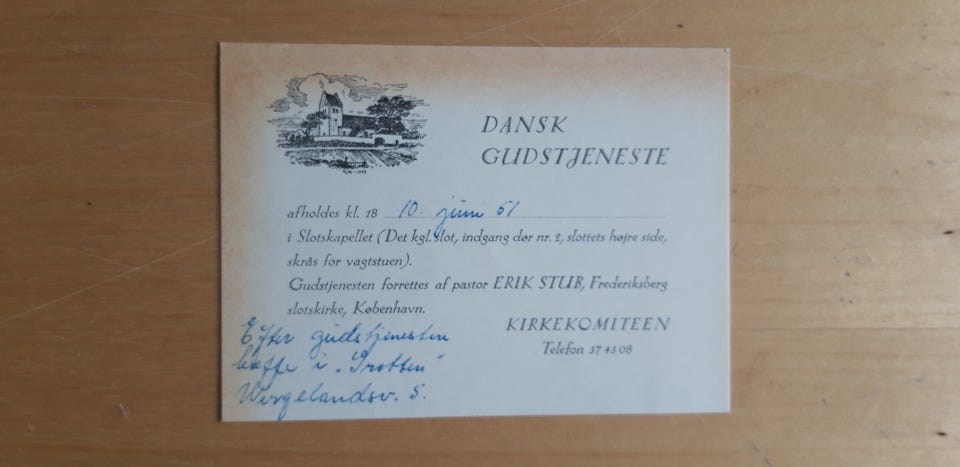 DANSK
GUDSTJENESTE
afholdes kl. 18 10. juni 51
i Slotskapellet (Det kgl. slot, indgang dør nr. 2, slottets højre side,
skrås for vagtstuen).
Gudstjenesten forrettes af pastor ERIK STUB, Frederiksberg
slotskirke, København.
KIRKEKOMITEEN
Telefon 37 43 08
Efter gudstjenesten
kaffe i „Grotten"
Wergelandsv. 5.